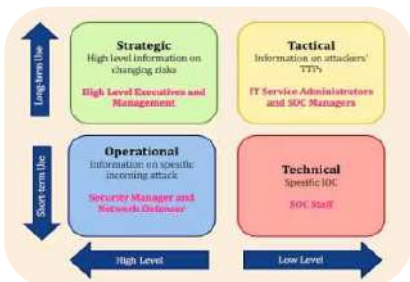 Long-term Use
Strategic
High level information on
changing risks
High Level Executives and
Management
Tactical
Information on attackers'
TTPs
IT Service Administrators
and SOC Managers
Short-term Use
Operational
Information on specific
incoming attack
Security Manager and
Network Defender
Technical
Specific IOC
SOC Staff
High Level
Low Level